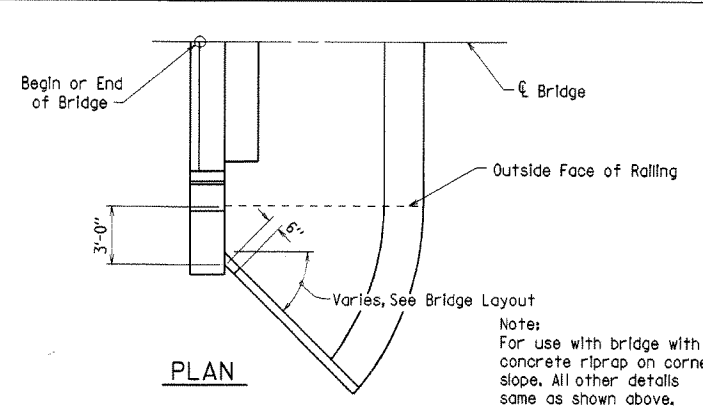 Begin or End
of Bridge
℄ Bridge
Outside Face of Railing
3'-0"
6"
Varies, See Bridge Layout
Note:
For use with bridge with
concrete riprap on corne
slope. All other details
same as shown above.
PLAN